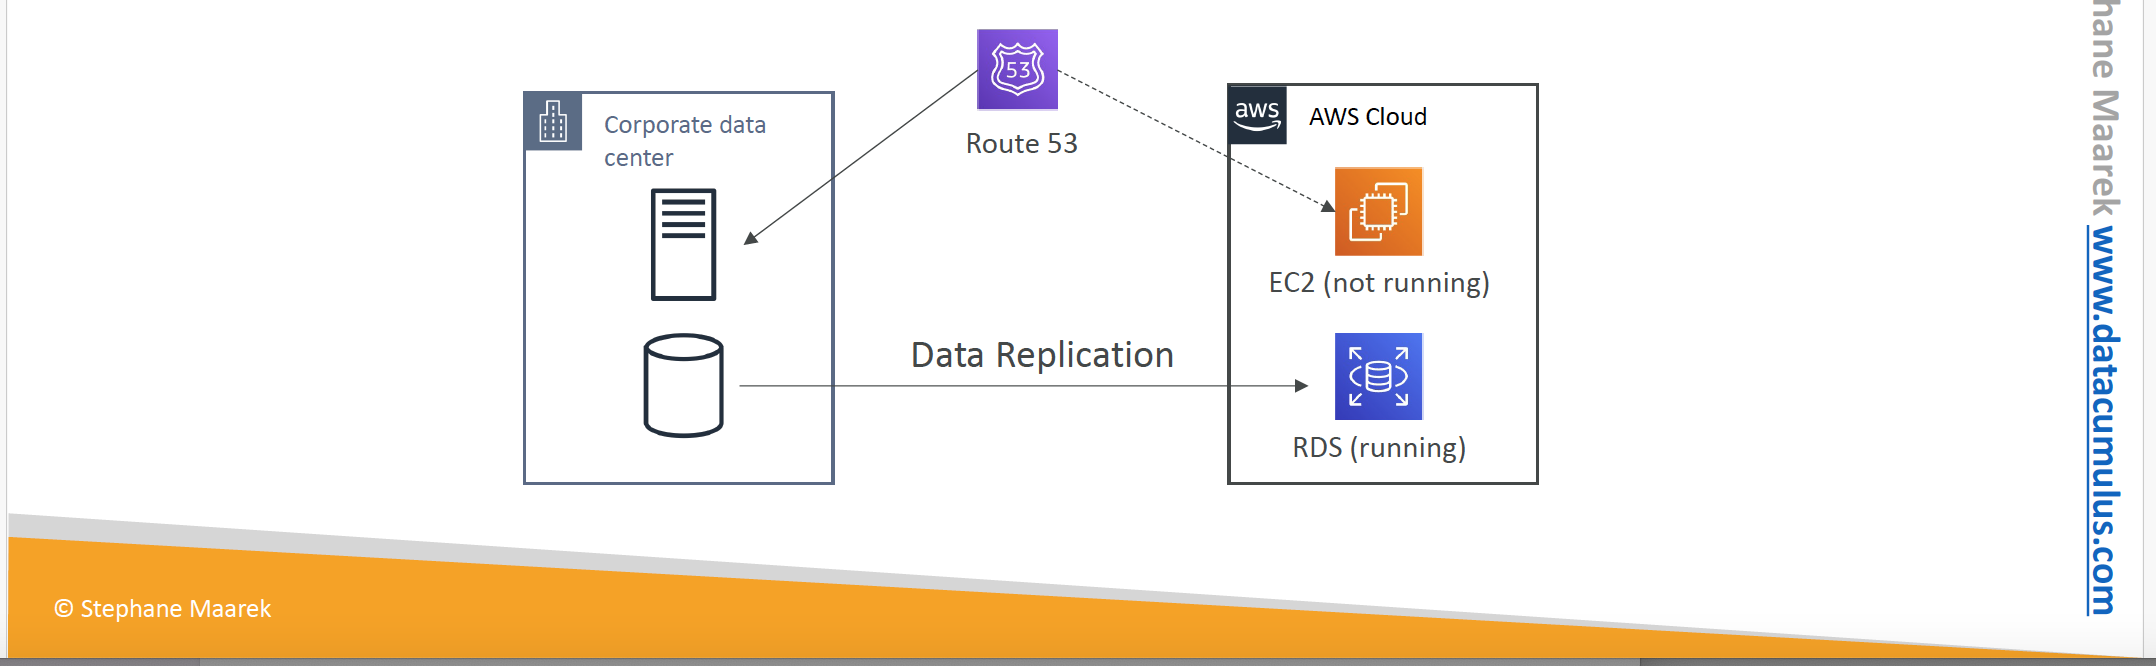 53
Route 53
Corporate data
center
aws
AWS Cloud
EC2 (not running)
Data Replication
RDS (running)
© Stephane Maarek
Maarek www.datacumulus.com